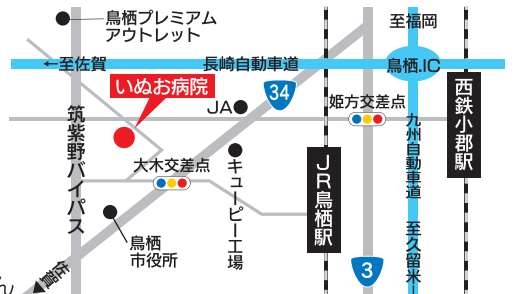 鳥栖プレミアム
アウトレット
至福岡
←至佐賀
長崎自動車道
鳥栖.IC
いぬお病院
34
JA
姫方交差点
西鉄小郡駅
筑紫野バイパス
大木交差点
キューピー工場
JR鳥栖駅
九州自動車道
鳥栖
市役所
佐賀
3
至久留米
ん